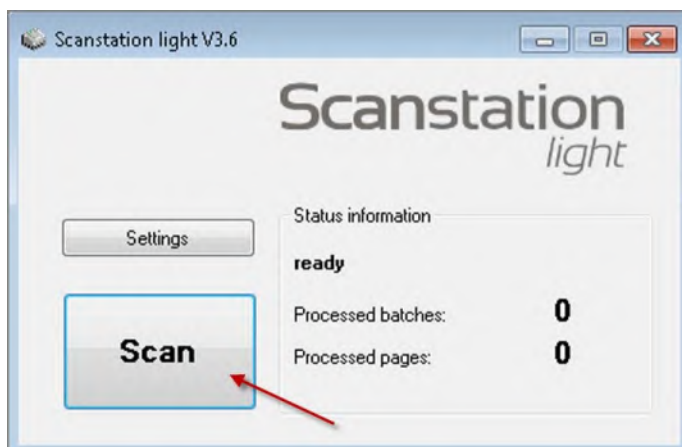 Scanstation light V3.6
Scanstation
light
Settings
Status information
ready
Processed batches: 0
Scan
Processed pages: 0